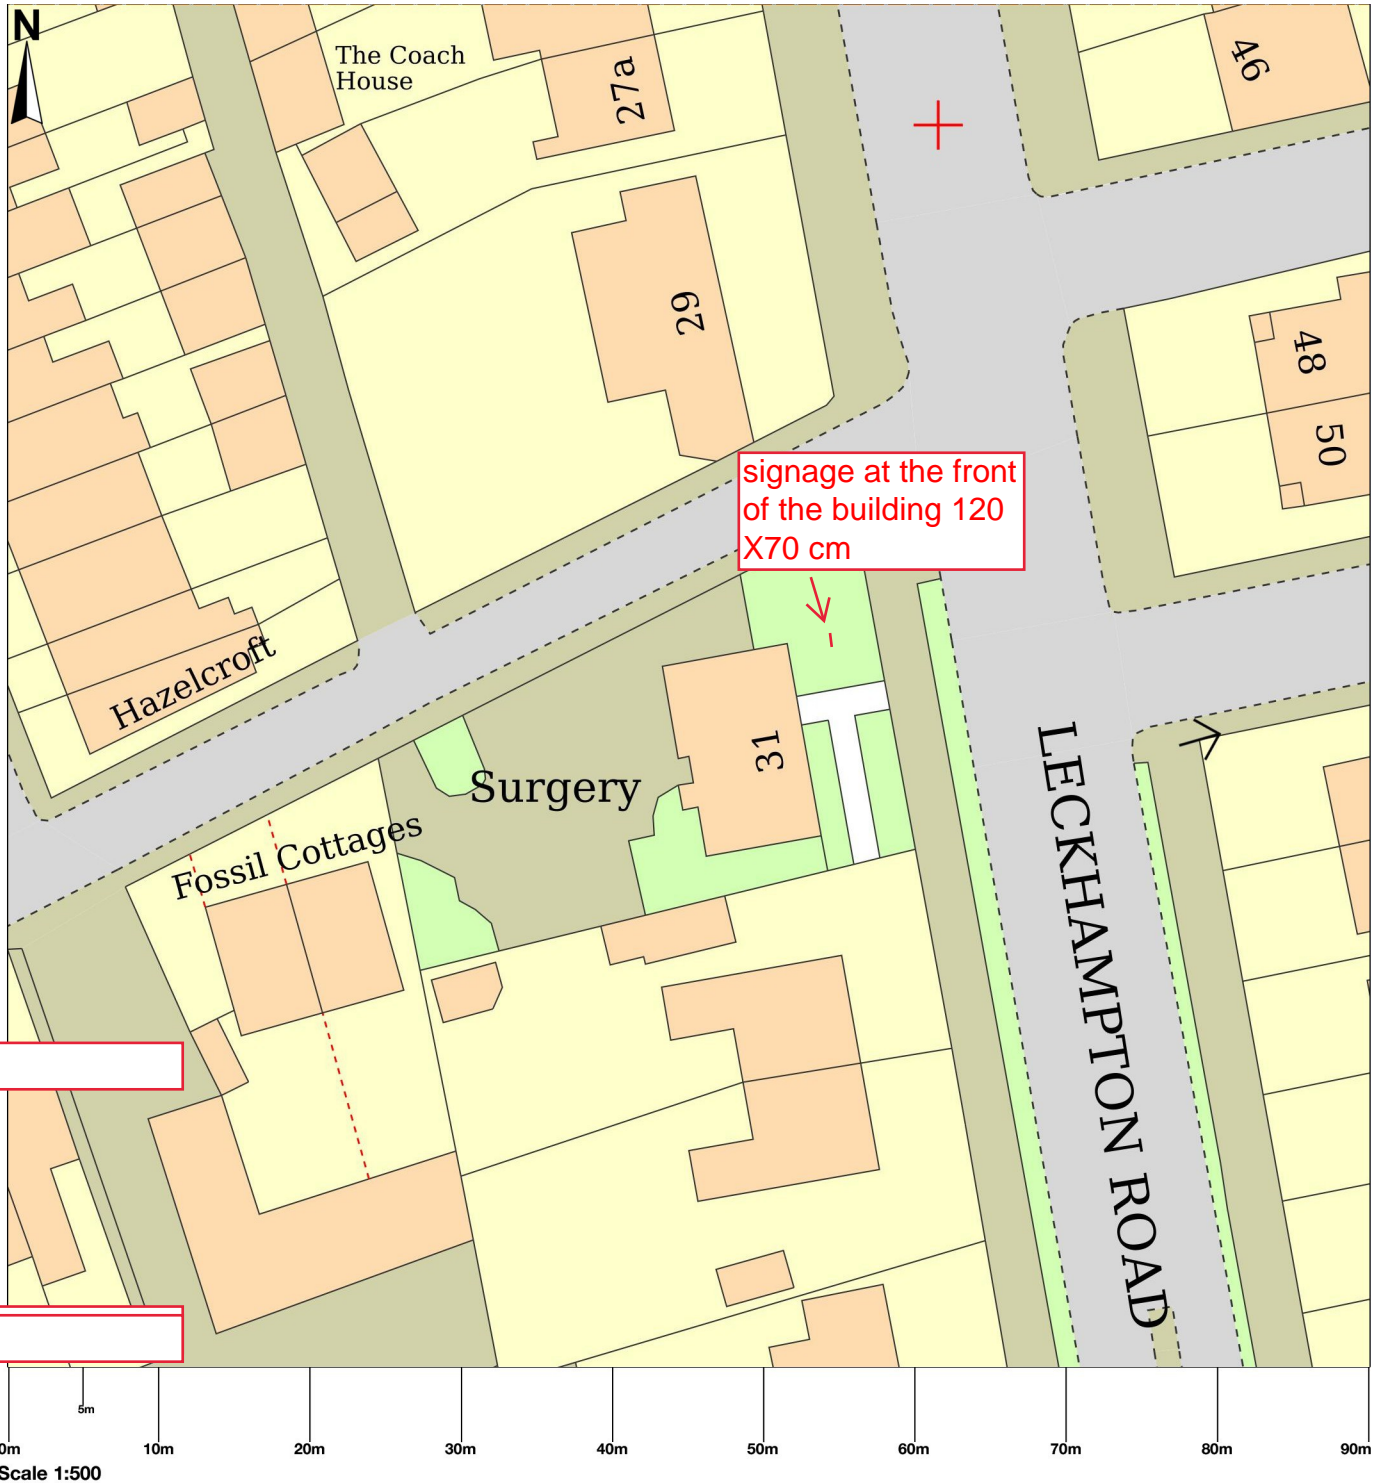 N
The Coach
House
27a
46
29
48
50
signage at the front
of the building 120
X70 cm
Hazelcroft
31
Surgery
Fossil Cottages
LECKHAMPTON ROAD
0m
5m
10m
20m
30m
40m
50m
60m
70m
80m
90m
Scale 1:500